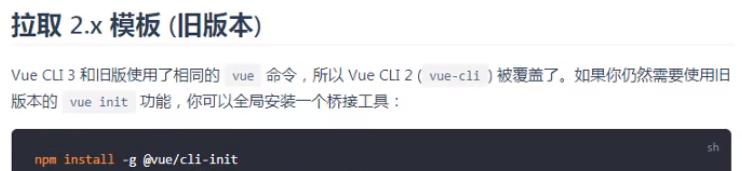 拉取 2.x 模板 (旧版本)
Vue CLI 3 和旧版使用了相同的 vue 命令，所以 Vue CLI 2 (vue-cli) 被覆盖了。如果你仍然需要使用旧
版本的 vue init 功能，你可以全局安装一个桥接工具：
sh
npm install -g @vue/cli-init